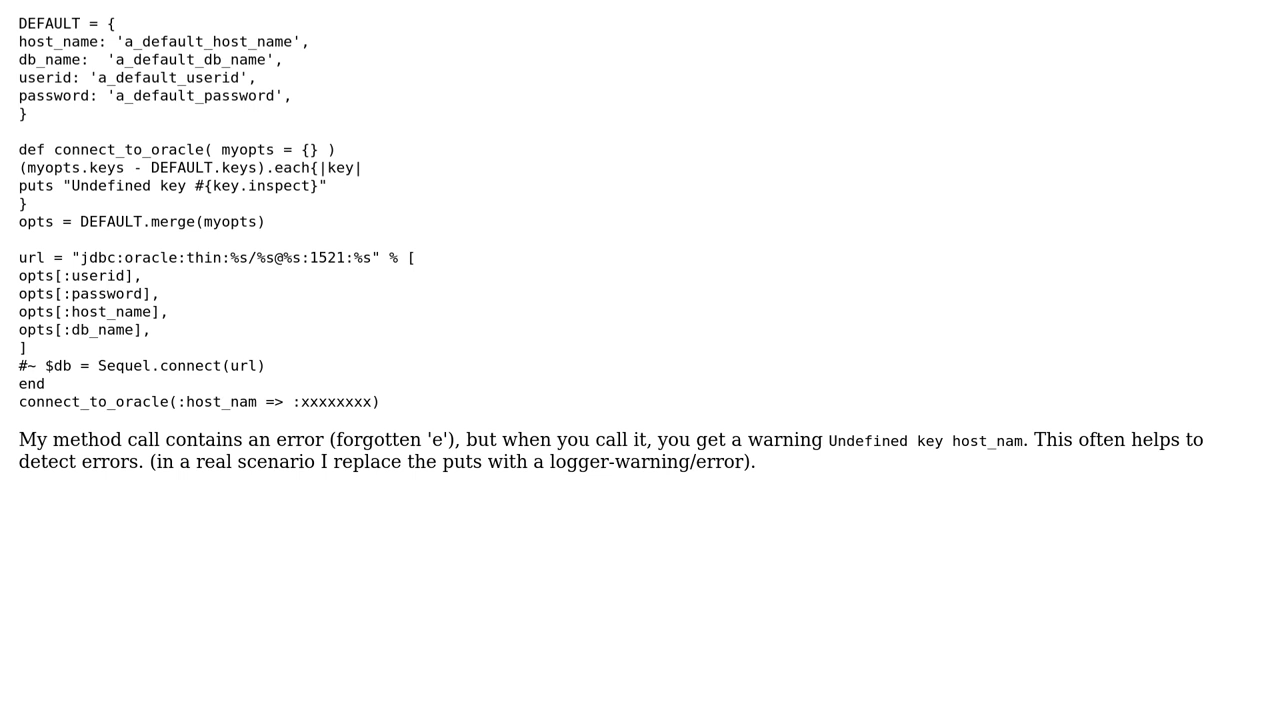 DEFAULT = {
host_name: 'a_default_host_name',
db_name:  'a_default_db_name',
userid: 'a_default_userid',
password: 'a_default_password',
}

def connect_to_oracle( myopts = {} )
(myopts.keys - DEFAULT.keys).each{|key|
puts "Undefined key #{key.inspect}"
}
opts = DEFAULT.merge(myopts)

url = "jdbc:oracle:thin:%s/%s@%s:1521:%s" % [
opts[:userid],
opts[:password],
opts[:host_name],
opts[:db_name],
]
#~ $db = Sequel.connect(url)
end
connect_to_oracle(:host_nam => :xxxxxxxx)

My method call contains an error (forgotten 'e'), but when you call it, you get a warning Undefined key host_nam. This often helps to
detect errors. (in a real scenario I replace the puts with a logger-warning/error).